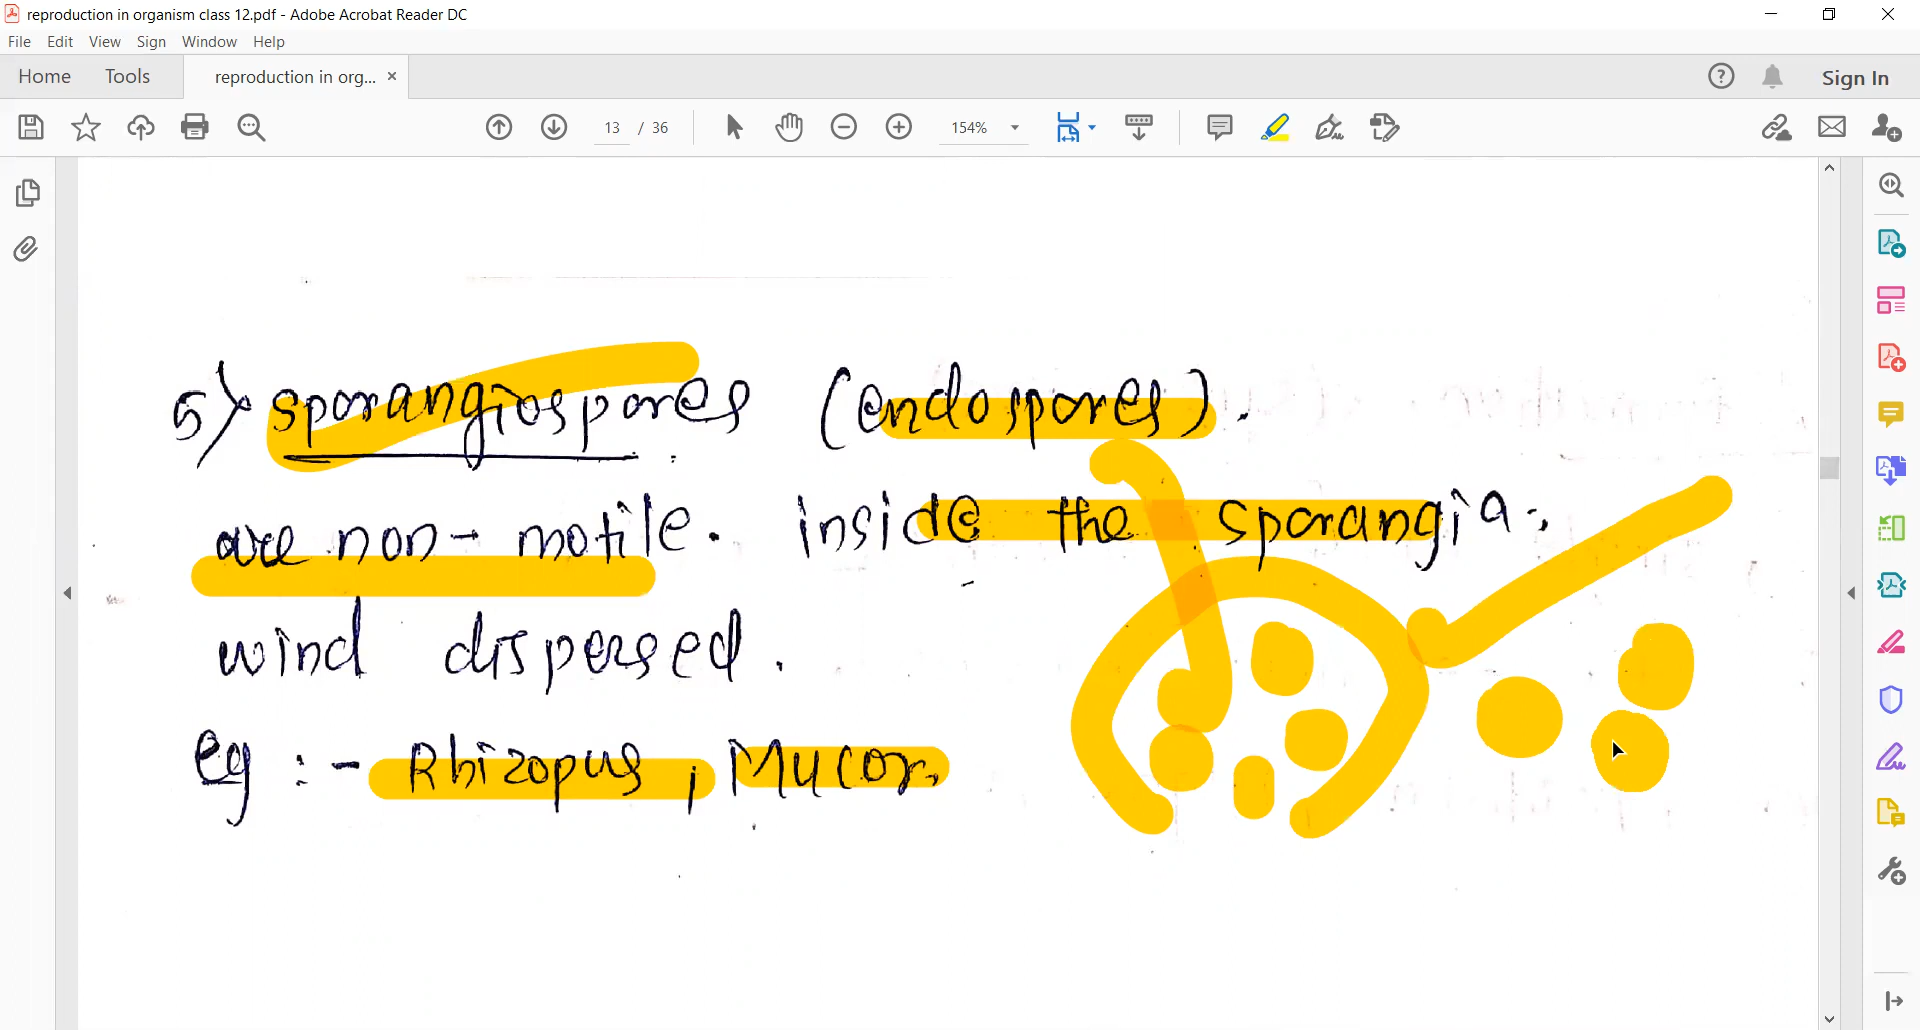 reproduction in organism class 12.pdf - Adobe Acrobat Reader DC
File Edit View Sign Window Help
Home Tools reproduction in org... × Sign In
13 / 36 154%
5) sporangiospores (endospores).
are non- motile. inside the sporangia.
wind dispersed.
eg :- Rhizopus, Mucor.